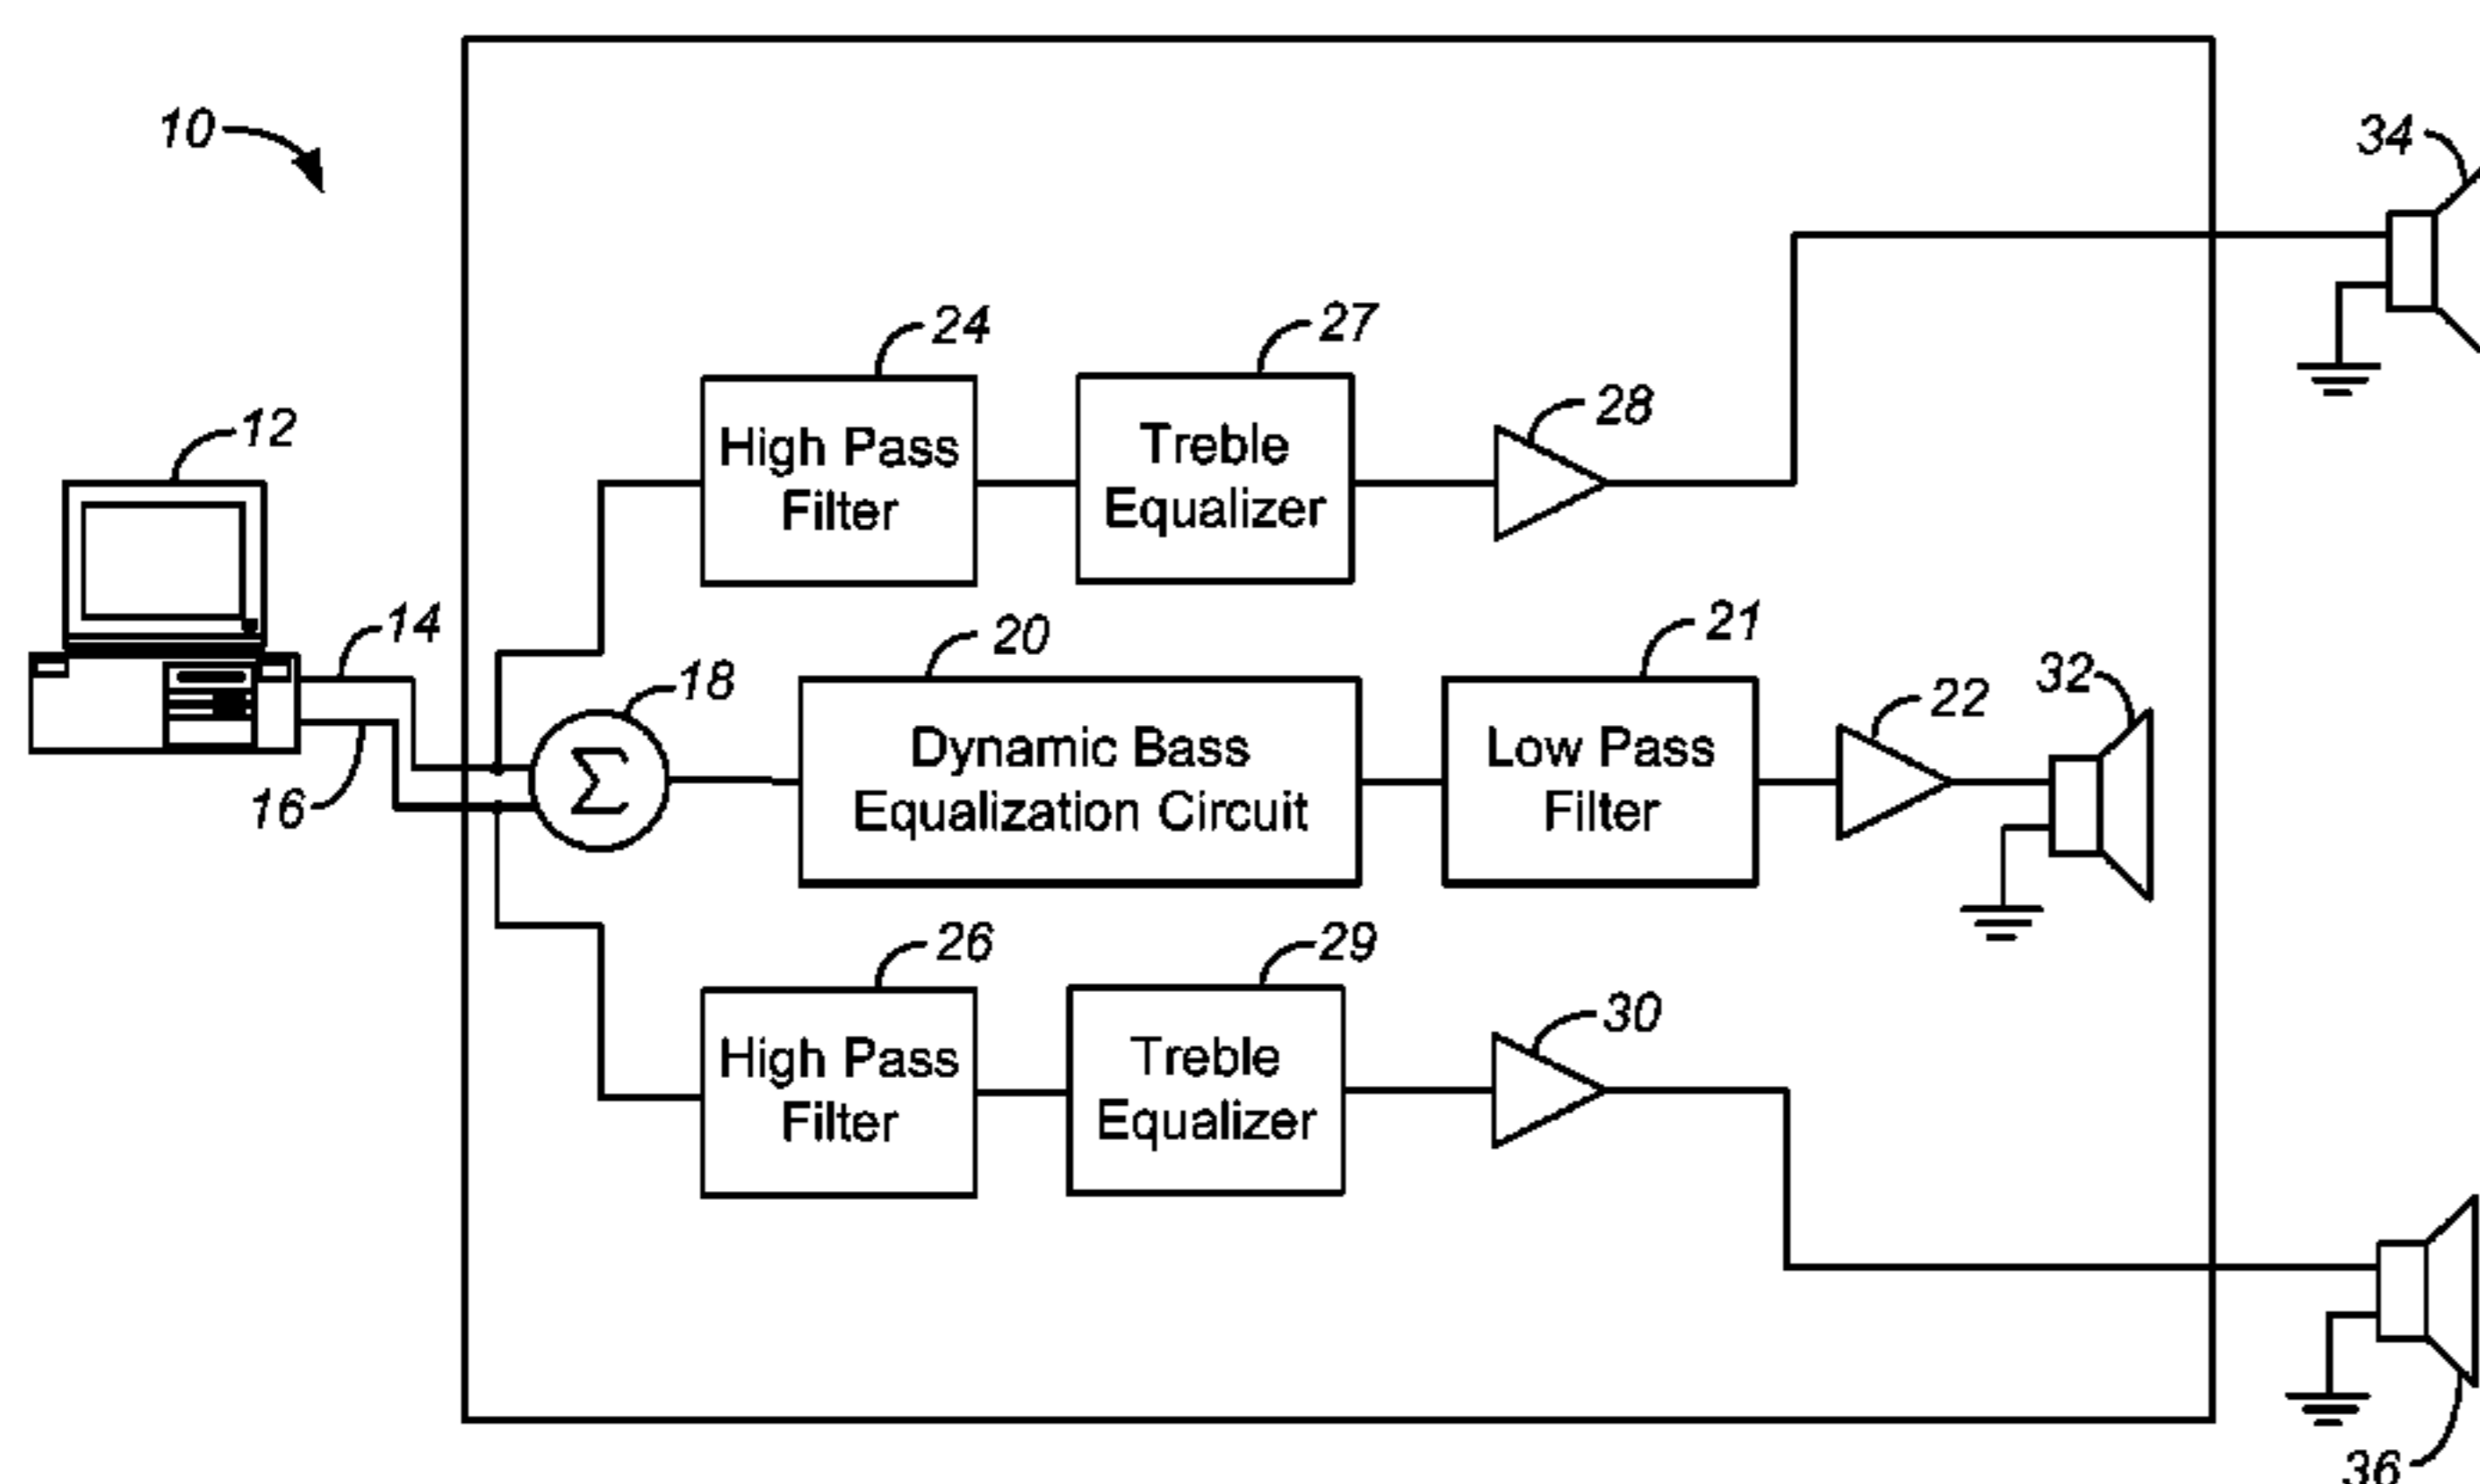 10
34
24
27
28
High Pass
Filter
Treble
Equalizer
12
14
20
21
18
22
32
Σ
Dynamic Bass
Equalization Circuit
Low Pass
Filter
16
26
29
30
High Pass
Filter
Treble
Equalizer
36